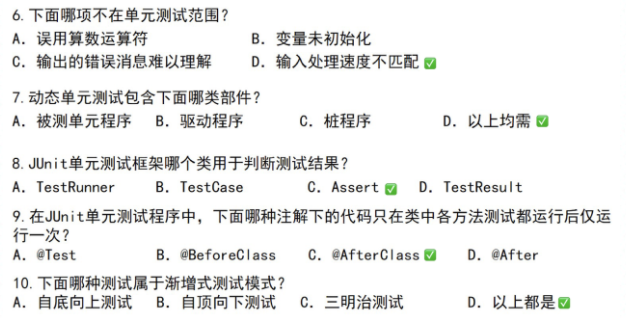 6. 下面哪项不在单元测试范围？
A. 误用算数运算符 B. 变量未初始化
C. 输出的错误消息难以理解 D. 输入处理速度不匹配 ✅
7. 动态单元测试包含下面哪类部件？
A. 被测单元程序 B. 驱动程序 C. 桩程序 D. 以上均需 ✅
8. JUnit单元测试框架哪个类用于判断测试结果？
A. TestRunner B. TestCase C. Assert ✅ D. TestResult
9. 在JUnit单元测试程序中，下面哪种注解下的代码只在类中各方法测试都运行后仅运
行一次？
A. @Test B. @BeforeClass C. @AfterClass ✅ D. @After
10. 下面哪种测试属于渐增式测试模式？
A. 自底向上测试 B. 自顶向下测试 C. 三明治测试 D. 以上都是 ✅